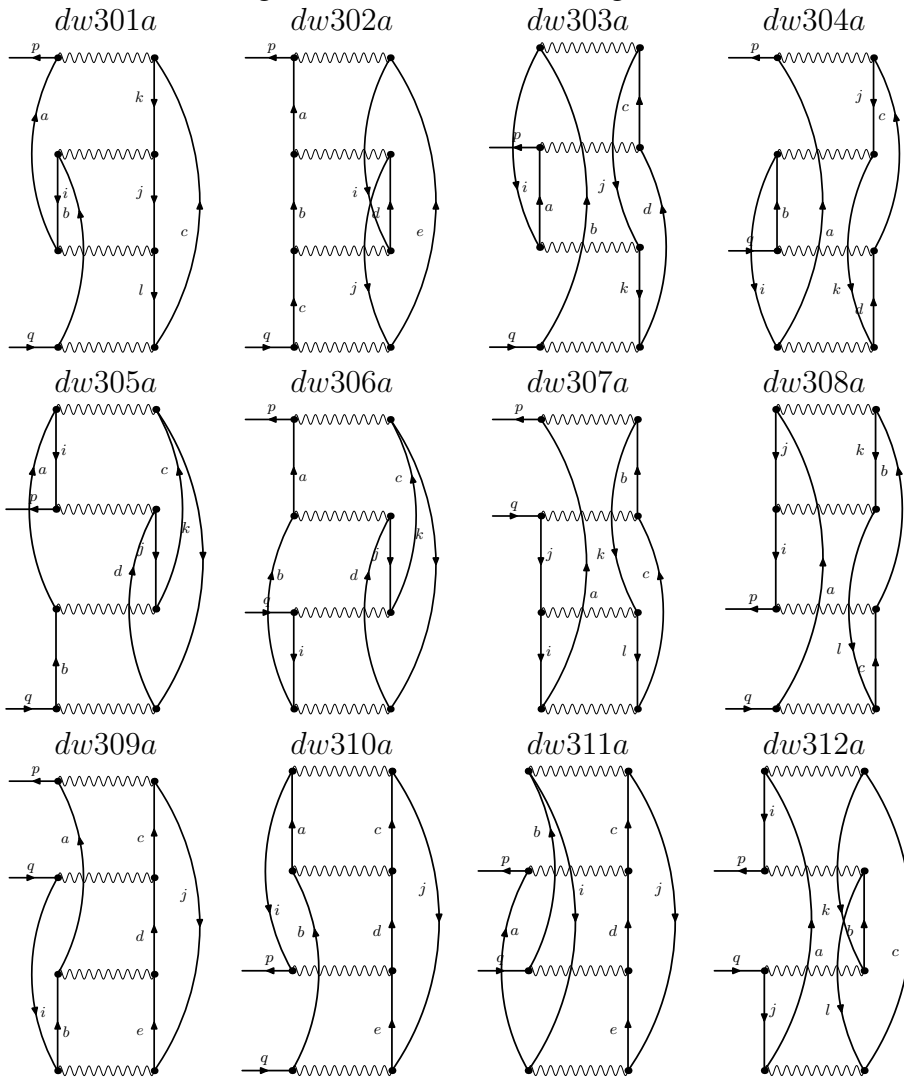 dw301a dw302a dw303a dw304a
p k a i b j c l q
p a i d b e j c q
c p i a j b d k q
p j c b a q i k d
dw305a dw306a dw307a dw308a
i a c p k j d b q
p a c k b j d q i
p b q j k a c i l
j k b i a p l c q
dw309a dw310a dw311a dw312a
p a c q j d i b e
a c j i b d p e q
b c i j p a d q e
i p k b a c q j l